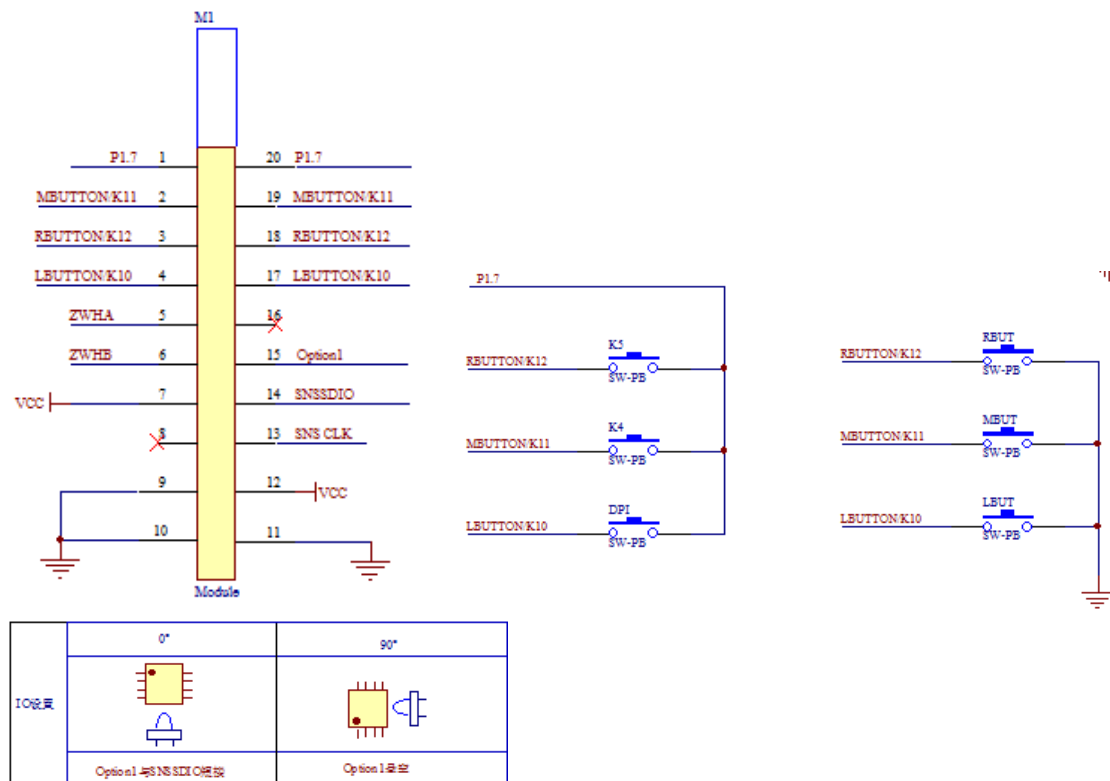 M1
P1.7 1 20 P1.7
MBUTTON/K11 2 19 MBUTTON/K11
RBUTTON/K12 3 18 RBUTTON/K12
LBUTTON/K10 4 17 LBUTTON/K10
ZWHA 5 16
ZWHB 6 15 Option1
VCC 7 14 SNSSDIO
8 13 SNS CLK
9 12 VCC
10 11
Module
P1.7
K5
RBUTTON/K12
SW-PB
K4
MBUTTON/K11
SW-PB
DPI
LBUTTON/K10
SW-PB
RBUT
RBUTTON/K12
SW-PB
MBUT
MBUTTON/K11
SW-PB
LBUT
LBUTTON/K10
SW-PB
0° 90°
IO设置
Option1与SNSSDIO短接 Option1悬空